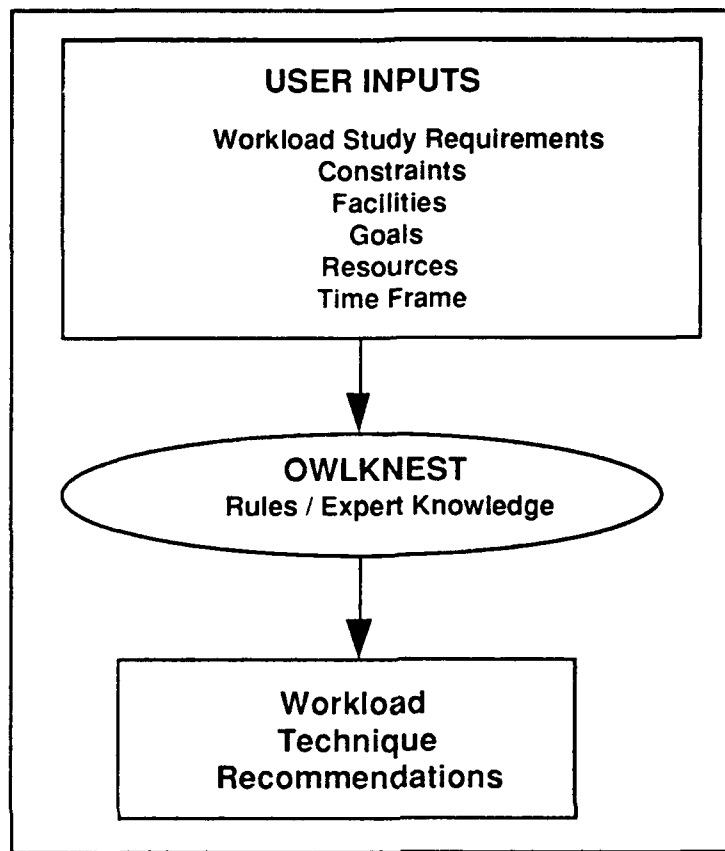 USER INPUTS
Workload Study Requirements
Constraints
Facilities
Goals
Resources
Time Frame
OWLKNEST
Rules / Expert Knowledge
Workload
Technique
Recommendations